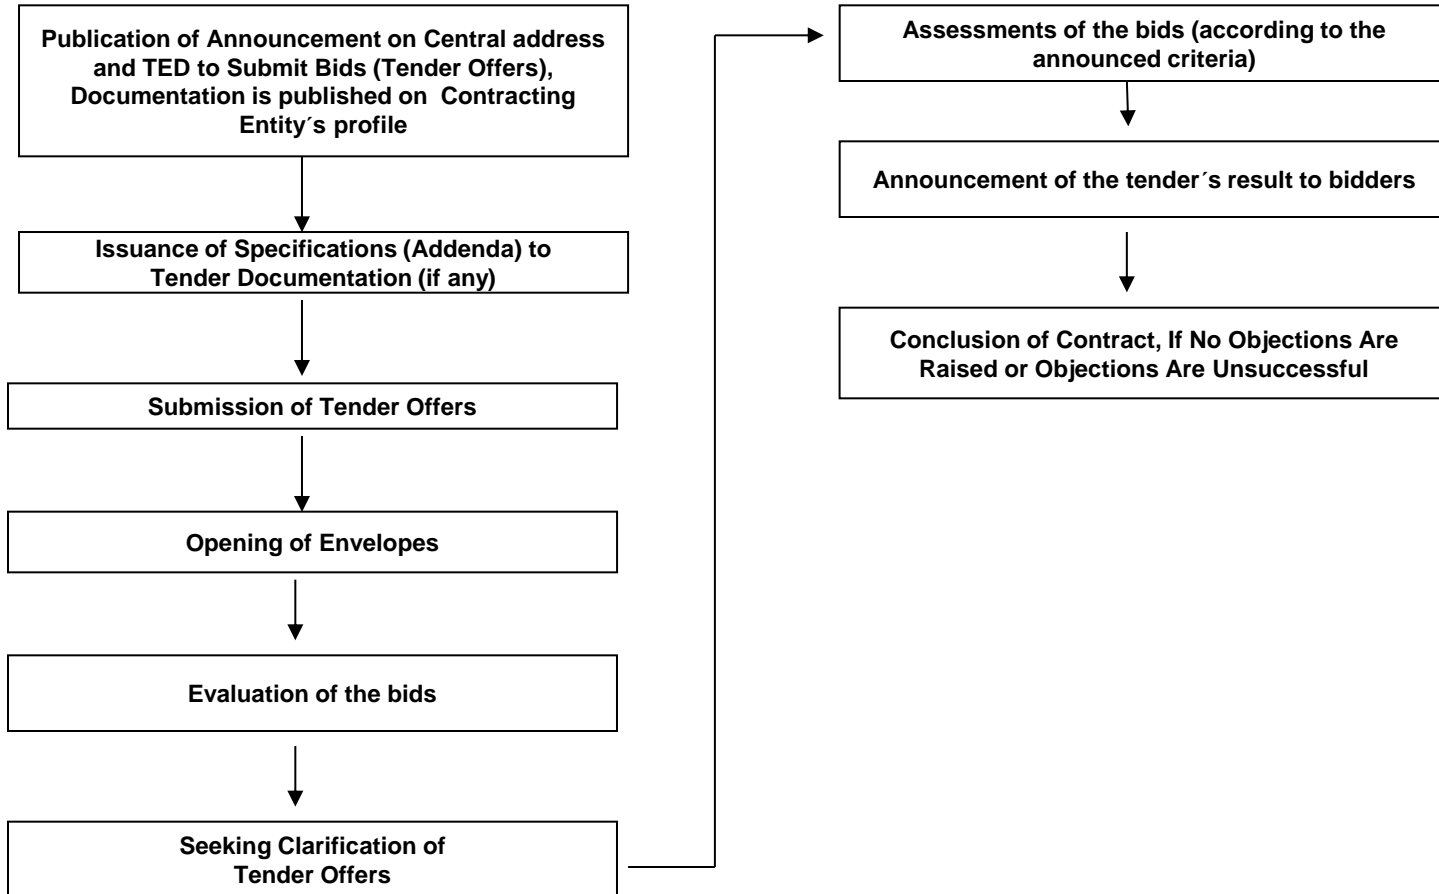 Publication of Announcement on Central address
and TED to Submit Bids (Tender Offers),
Documentation is published on  Contracting
Entity´s profile
Issuance of Specifications (Addenda) to
Tender Documentation (if any)
Submission of Tender Offers
Opening of Envelopes
Evaluation of the bids
Seeking Clarification of
Tender Offers
Assessments of the bids (according to the
announced criteria)
Announcement of the tender´s result to bidders
Conclusion of Contract, If No Objections Are
Raised or Objections Are Unsuccessful